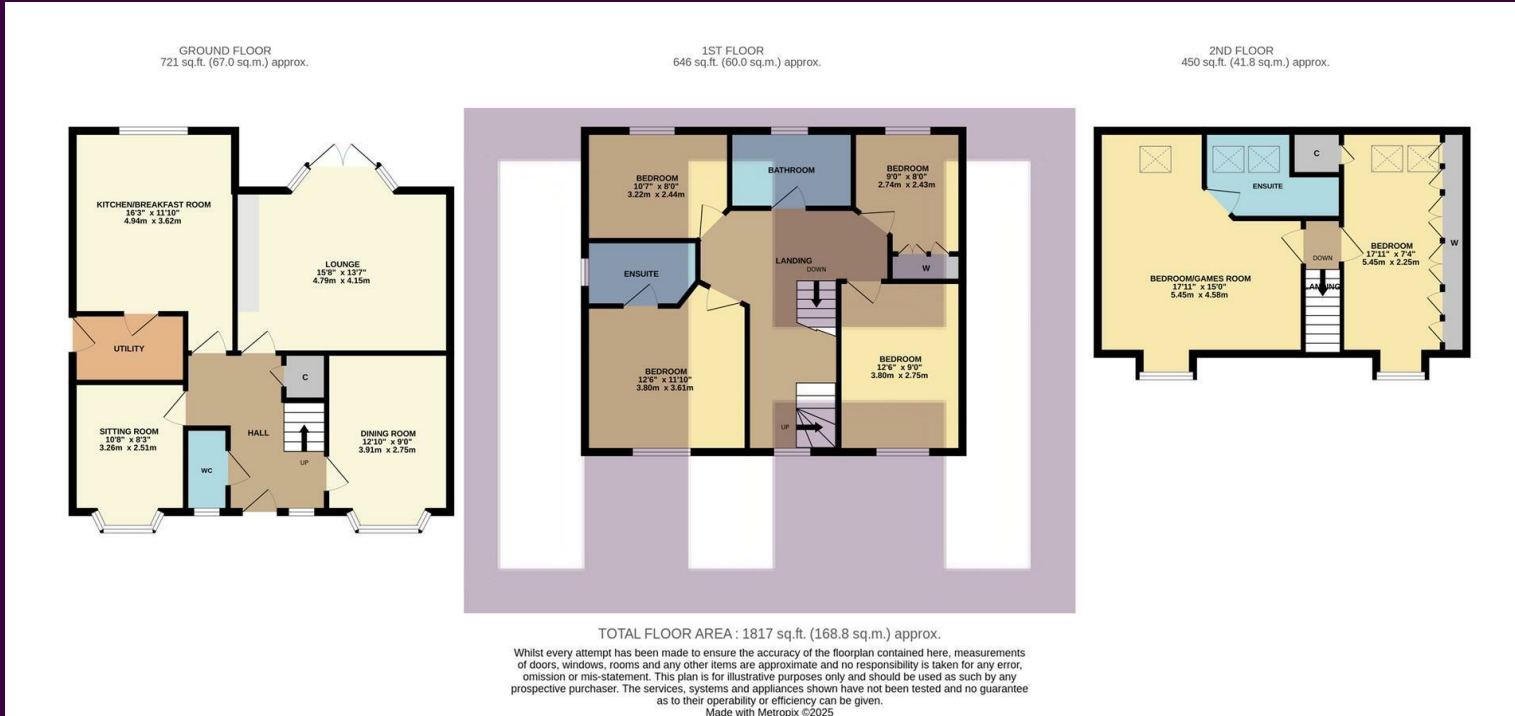 GROUND FLOOR
721 sq.ft. (67.0 sq.m.) approx.
KITCHEN/BREAKFAST ROOM
16'3" x 11'10"
4.94m x 3.62m
LOUNGE
15'8" x 13'7"
4.79m x 4.15m
UTILITY
C
SITTING ROOM
10'8" x 8'3"
3.26m x 2.51m
HALL
DINING ROOM
12'10" x 9'0"
3.91m x 2.75m
UP
WC
1ST FLOOR
646 sq.ft. (60.0 sq.m.) approx.
BEDROOM
10'7" x 8'0"
3.22m x 2.44m
BATHROOM
BEDROOM
9'0" x 8'0"
2.74m x 2.43m
ENSUITE
LANDING
DOWN
W
BEDROOM
12'6" x 11'10"
3.80m x 3.61m
BEDROOM
12'6" x 9'0"
3.80m x 2.75m
UP
2ND FLOOR
450 sq.ft. (41.8 sq.m.) approx.
C
ENSUITE
BEDROOM
17'11" x 7'4"
5.45m x 2.25m
W
DOWN
LANDING
BEDROOM/GAMES ROOM
17'11" x 15'0"
5.45m x 4.58m
TOTAL FLOOR AREA : 1817 sq.ft. (168.8 sq.m.) approx.
Whilst every attempt has been made to ensure the accuracy of the floorplan contained here, measurements
of doors, windows, rooms and any other items are approximate and no responsibility is taken for any error,
omission or mis-statement. This plan is for illustrative purposes only and should be used as such by any
prospective purchaser. The services, systems and appliances shown have not been tested and no guarantee
as to their operability or efficiency can be given.
Made with Metropix ©2025